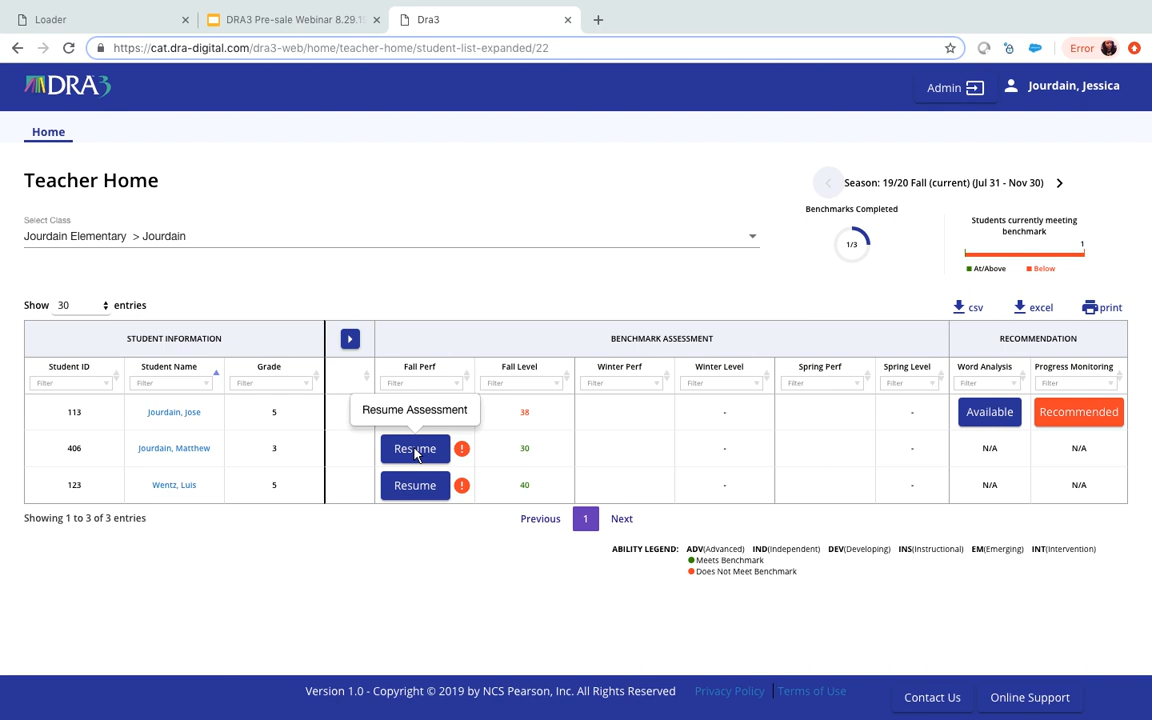 Loader
DRA3 Pre-sale Webinar 8.29.1
Dra3
https://cat.dra-digital.com/dra3-web/home/teacher-home/student-list-expanded/22
Error
DRA3
Admin
Jourdain, Jessica
Home
Teacher Home
Season: 19/20 Fall (current) (Jul 31 - Nov 30)
Select Class
Jourdain Elementary > Jourdain
Benchmarks Completed
1/3
Students currently meeting
benchmark
1
At/Above Below
Show 30 entries
csv excel print
STUDENT INFORMATION BENCHMARK ASSESSMENT RECOMMENDATION
Student ID Student Name Grade Fall Perf Fall Level Winter Perf Winter Level Spring Perf Spring Level Word Analysis Progress Monitoring
Filter Filter Filter Filter Filter Filter Filter Filter Filter Filter Filter
113 Jourdain, Jose 5 38 - - Available Recommended
Resume Assessment
406 Jourdain, Matthew 3 Resume ! 30 - - N/A N/A
123 Wentz, Luis 5 Resume ! 40 - - N/A N/A
Showing 1 to 3 of 3 entries
Previous 1 Next
ABILITY LEGEND: ADV(Advanced) IND(Independent) DEV(Developing) INS(Instructional) EM(Emerging) INT(Intervention)
Meets Benchmark
Does Not Meet Benchmark
Version 1.0 - Copyright © 2019 by NCS Pearson, Inc. All Rights Reserved Privacy Policy Terms of Use
Contact Us Online Support